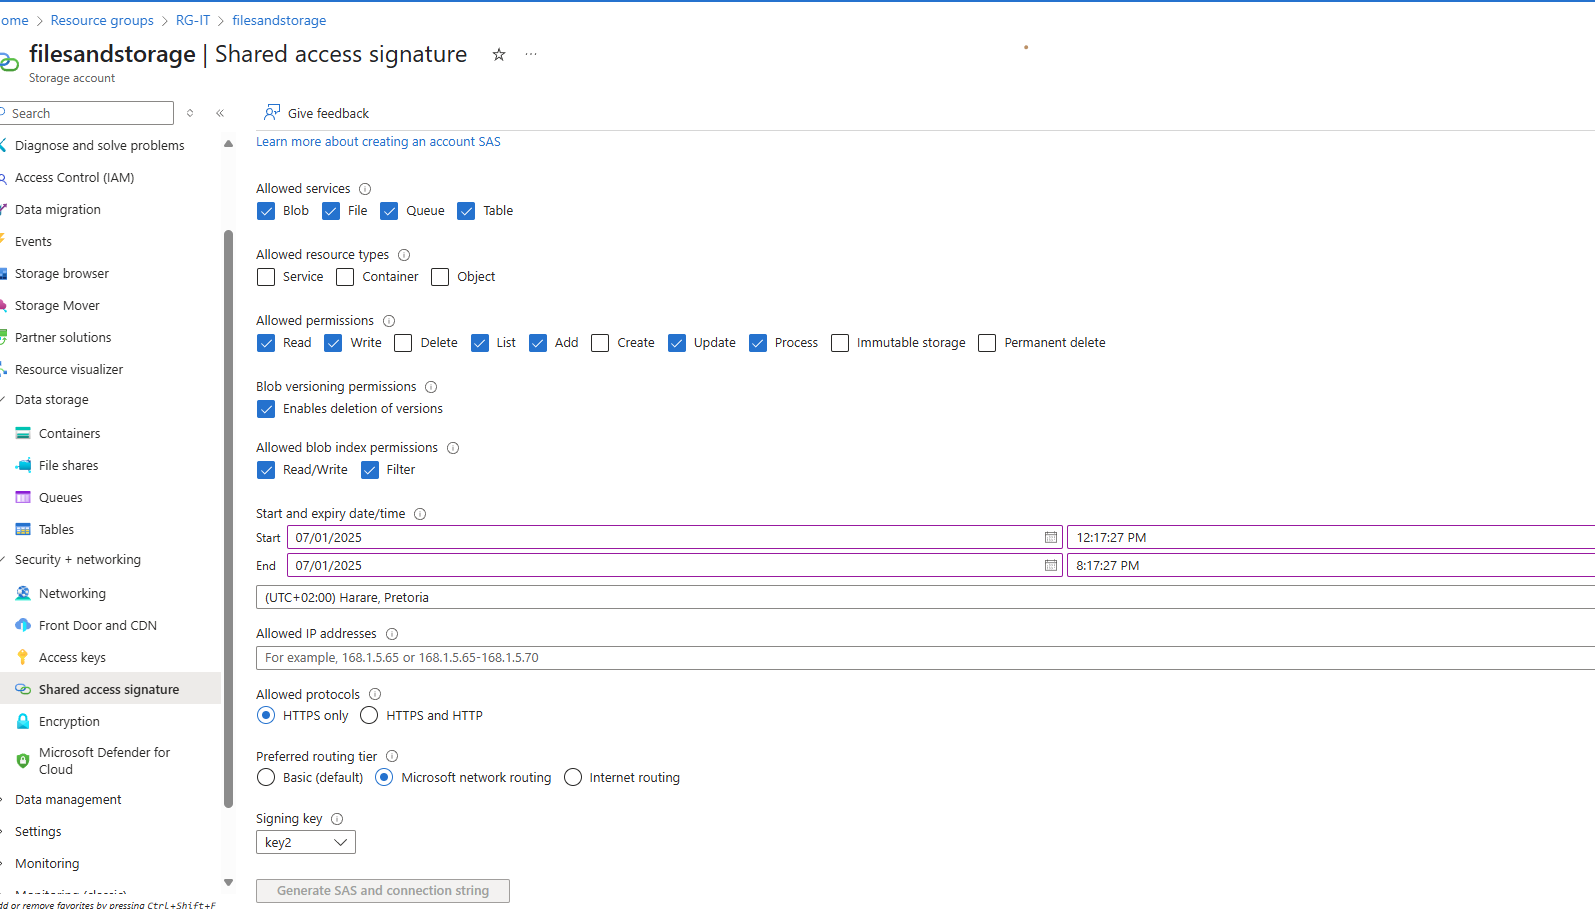 ome > Resource groups > RG-IT > filesandstorage
filesandstorage | Shared access signature
Storage account
Search
Give feedback
Learn more about creating an account SAS
Diagnose and solve problems
Access Control (IAM)
Data migration
Events
Storage browser
Storage Mover
Partner solutions
Resource visualizer
Data storage
Containers
File shares
Queues
Tables
Security + networking
Networking
Front Door and CDN
Access keys
Shared access signature
Encryption
Microsoft Defender for
Cloud
Data management
Settings
Monitoring
Monitoring (classic)
dd or remove favorites by pressing Ctrl+Shift+F
Allowed services
Blob File Queue Table
Allowed resource types
Service Container Object
Allowed permissions
Read Write Delete List Add Create Update Process Immutable storage Permanent delete
Blob versioning permissions
Enables deletion of versions
Allowed blob index permissions
Read/Write Filter
Start and expiry date/time
Start 07/01/2025 12:17:27 PM
End 07/01/2025 8:17:27 PM
(UTC+02:00) Harare, Pretoria
Allowed IP addresses
For example, 168.1.5.65 or 168.1.5.65-168.1.5.70
Allowed protocols
HTTPS only HTTPS and HTTP
Preferred routing tier
Basic (default) Microsoft network routing Internet routing
Signing key
key2
Generate SAS and connection string